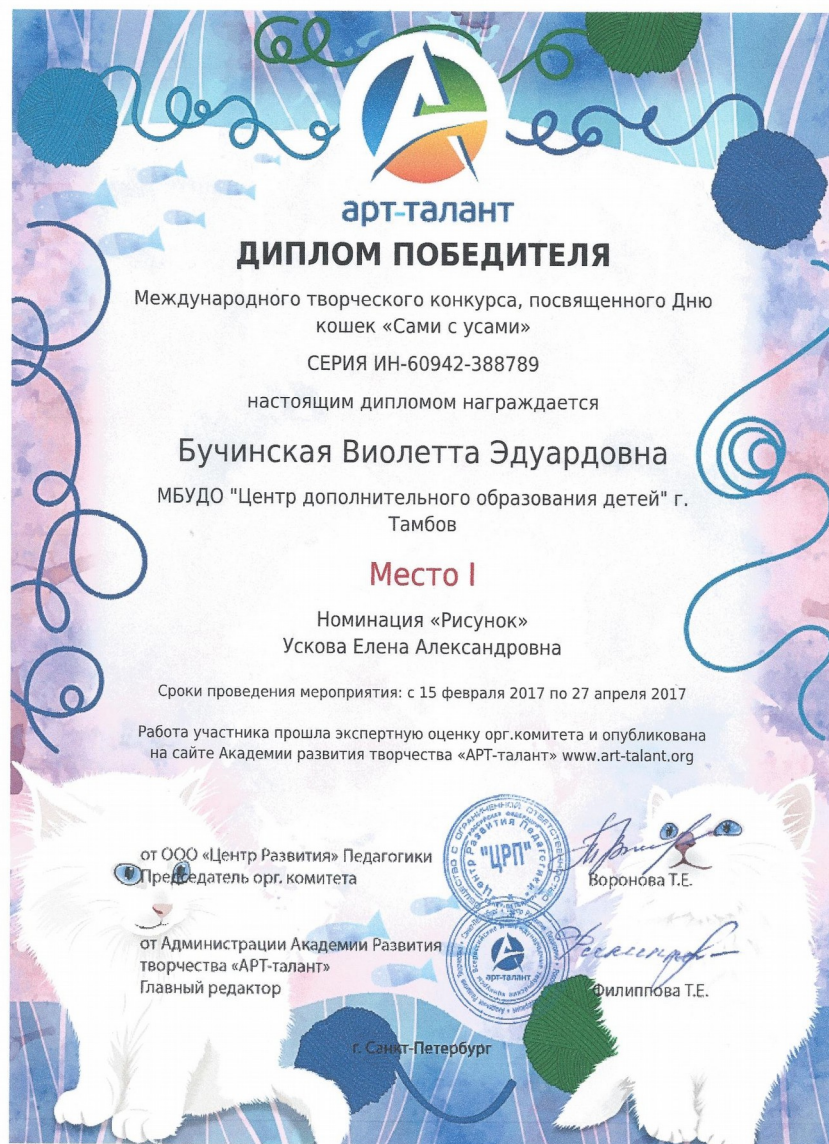 арт-талант
ДИПЛОМ ПОБЕДИТЕЛЯ
Международного творческого конкурса, посвященного Дню
кошек «Сами с усами»
СЕРИЯ ИН-60942-388789
настоящим дипломом награждается
Бучинская Виолетта Эдуардовна
МБУДО "Центр дополнительного образования детей" г.
Тамбов
Место I
Номинация «Рисунок»
Ускова Елена Александровна
Сроки проведения мероприятия: с 15 февраля 2017 по 27 апреля 2017
Работа участника прошла экспертную оценку орг.комитета и опубликована
на сайте Академии развития творчества «АРТ-талант» www.art-talant.org
от ООО «Центр Развития» Педагогики
Председатель орг. комитета
Воронова Т.Е.
"ЦРП"
Центр Развития Педагогики
от Администрации Академии Развития
творчества «АРТ-талант»
Главный редактор
Филиппова Т.Е.
арт-талант
г. Санкт-Петербург